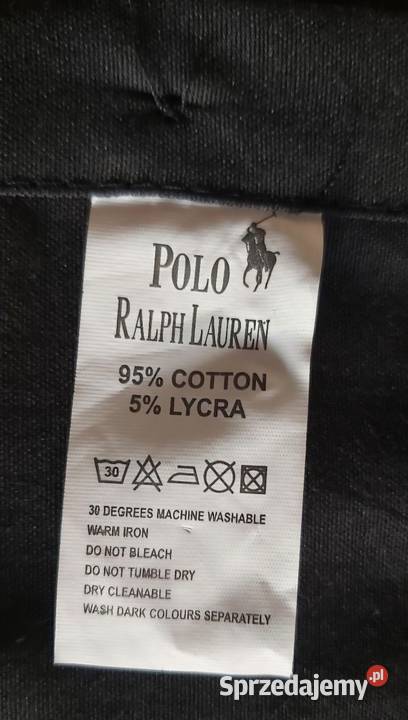 POLO
RALPH LAUREN
95% COTTON
5% LYCRA
30
30 DEGREES MACHINE WASHABLE
WARM IRON
DO NOT BLEACH
DO NOT TUMBLE DRY
DRY CLEANABLE
WASH DARK COLOURS SEPARATELY
Sprzedajemy.pl